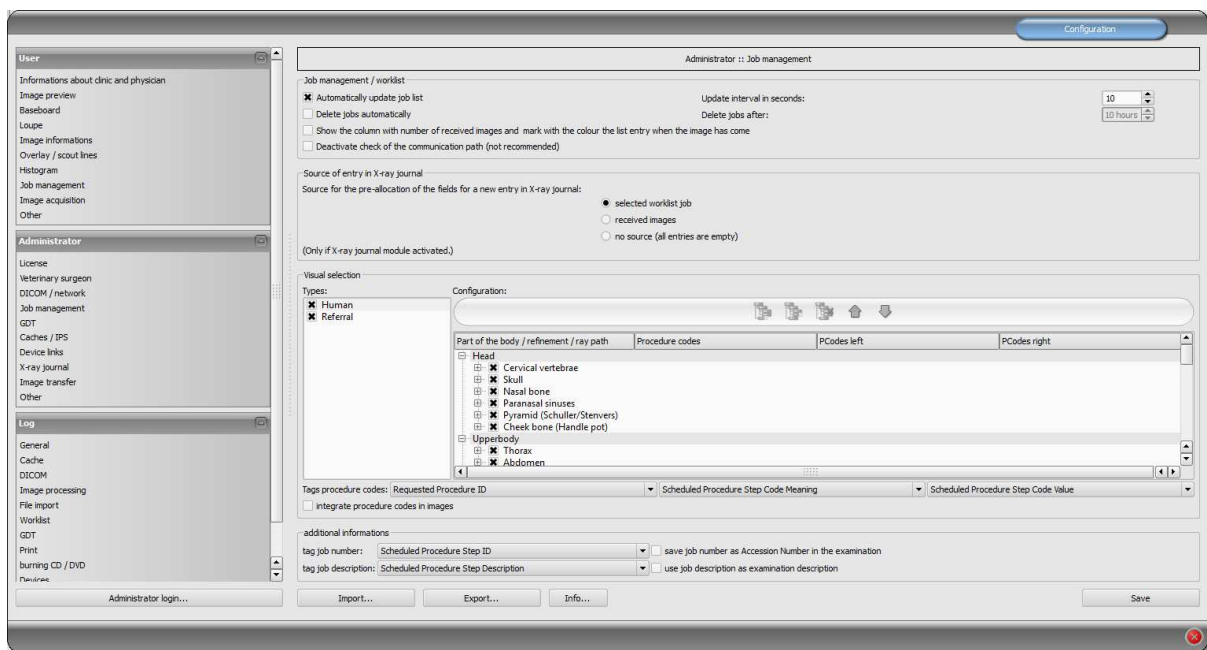 Configuration
User
Informations about clinic and physician
Image preview
Baseboard
Loupe
Image informations
Overlay / scout lines
Histogram
Job management
Image acquisition
Other
Administrator
License
Veterinary surgeon
DICOM / network
Job management
GDT
Caches / IPS
Device links
X-ray journal
Image transfer
Other
Log
General
Cache
DICOM
Image processing
File import
Worklist
GDT
Print
burning CD / DVD
Devices
Administrator login...
Administrator :: Job management
Job management / worklist
Automatically update job list Update interval in seconds: 10
Delete jobs automatically Delete jobs after: 10 hours
Show the column with number of received images and mark with the colour the list entry when the image has come
Deactivate check of the communication path (not recommended)
Source of entry in X-ray journal
Source for the pre-allocation of the fields for a new entry in X-ray journal:
selected worklist job
received images
no source (all entries are empty)
(Only if X-ray journal module activated.)
Visual selection
Types: Configuration:
Human
Referral
Part of the body / refinement / ray path Procedure codes PCodes left PCodes right
Head
Cervical vertebrae
Skull
Nasal bone
Paranasal sinuses
Pyramid (Schuller/Stenvers)
Cheek bone (Handle pot)
Upperbody
Thorax
Abdomen
Tags procedure codes: Requested Procedure ID Scheduled Procedure Step Code Meaning Scheduled Procedure Step Code Value
integrate procedure codes in images
additional informations
tag job number: Scheduled Procedure Step ID save job number as Accession Number in the examination
tag job description: Scheduled Procedure Step Description use job description as examination description
Import... Export... Info... Save